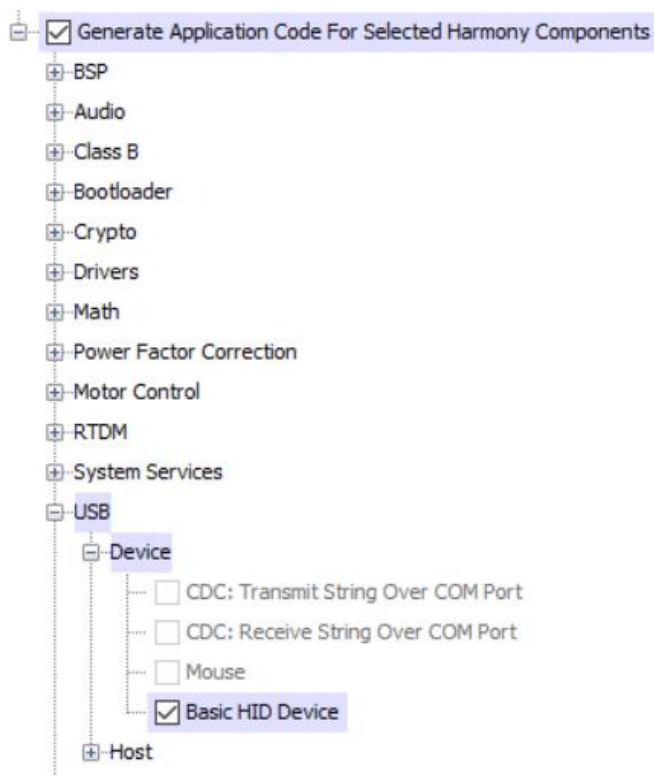 Generate Application Code For Selected Harmony Components
BSP
Audio
Class B
Bootloader
Crypto
Drivers
Math
Power Factor Correction
Motor Control
RTDM
System Services
USB
Device
CDC: Transmit String Over COM Port
CDC: Receive String Over COM Port
Mouse
Basic HID Device
Host